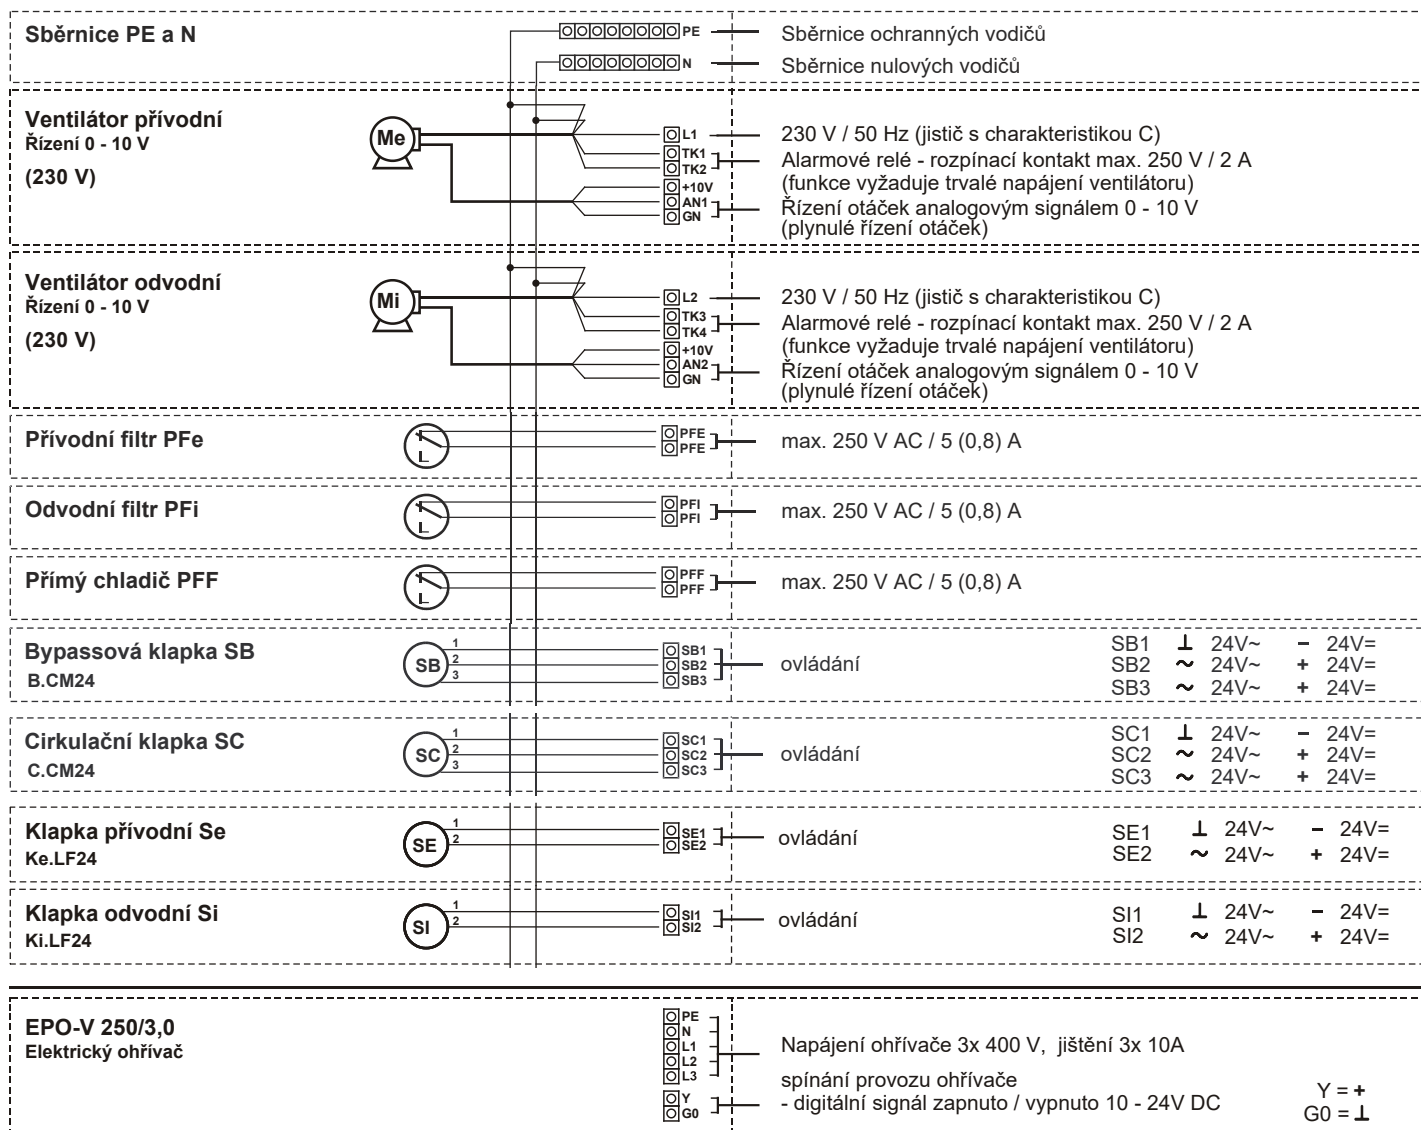 Sběrnice PE a N
PE
Sběrnice ochranných vodičů
N
Sběrnice nulových vodičů
Ventilátor přívodní
Řízení 0 - 10 V
(230 V)
Me
L1
TK1
TK2
+10V
AN1
GN
230 V / 50 Hz (jistič s charakteristikou C)
Alarmové relé - rozpínací kontakt max. 250 V / 2 A
(funkce vyžaduje trvalé napájení ventilátoru)
Řízení otáček analogovým signálem 0 - 10 V
(plynulé řízení otáček)
Ventilátor odvodní
Řízení 0 - 10 V
(230 V)
Mi
L2
TK3
TK4
+10V
AN2
GN
230 V / 50 Hz (jistič s charakteristikou C)
Alarmové relé - rozpínací kontakt max. 250 V / 2 A
(funkce vyžaduje trvalé napájení ventilátoru)
Řízení otáček analogovým signálem 0 - 10 V
(plynulé řízení otáček)
Přívodní filtr PFe
PFE
PFE
max. 250 V AC / 5 (0,8) A
Odvodní filtr PFi
PFI
PFI
max. 250 V AC / 5 (0,8) A
Přímý chladič PFF
PFF
PFF
max. 250 V AC / 5 (0,8) A
Bypassová klapka SB
B.CM24
SB
1
2
3
SB1
SB2
SB3
ovládání
SB1 ⊥ 24V~ – 24V=
SB2 ~ 24V~ + 24V=
SB3 ~ 24V~ + 24V=
Cirkulační klapka SC
C.CM24
SC
1
2
3
SC1
SC2
SC3
ovládání
SC1 ⊥ 24V~ – 24V=
SC2 ~ 24V~ + 24V=
SC3 ~ 24V~ + 24V=
Klapka přívodní Se
Ke.LF24
SE
1
2
SE1
SE2
ovládání
SE1 ⊥ 24V~ – 24V=
SE2 ~ 24V~ + 24V=
Klapka odvodní Si
Ki.LF24
SI
1
2
SI1
SI2
ovládání
SI1 ⊥ 24V~ – 24V=
SI2 ~ 24V~ + 24V=
EPO-V 250/3,0
Elektrický ohřívač
PE
N
L1
L2
L3
Y
G0
Napájení ohřívače 3x 400 V, jištění 3x 10A
spínání provozu ohřívače
- digitální signál zapnuto / vypnuto 10 - 24V DC
Y = +
G0 = ⊥